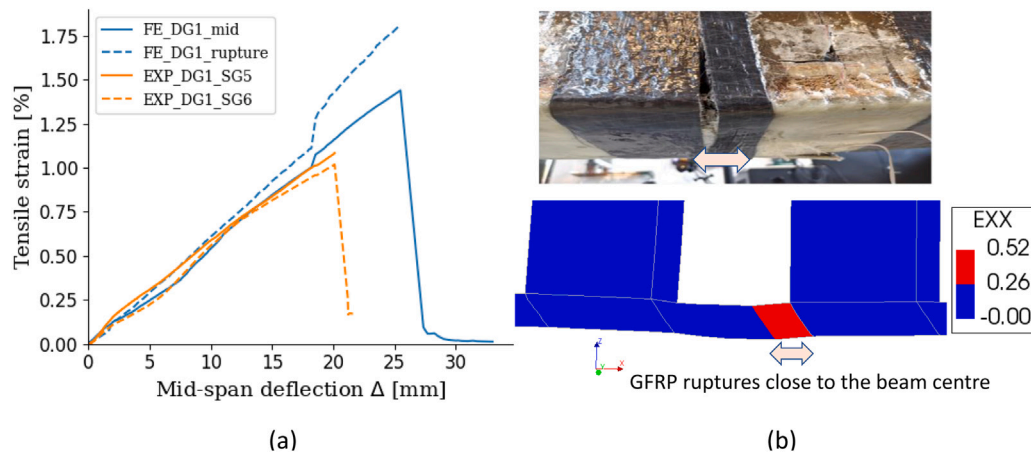 1.75
1.50
1.25
1.00
0.75
0.50
0.25
0.00
Tensile strain [%]
FE_DG1_mid
FE_DG1_rupture
EXP_DG1_SG5
EXP_DG1_SG6
0 5 10 15 20 25 30
Mid-span deflection Δ [mm]
(a)
EXX
0.52
0.26
-0.00
Z
Y
X
GFRP ruptures close to the beam centre
(b)